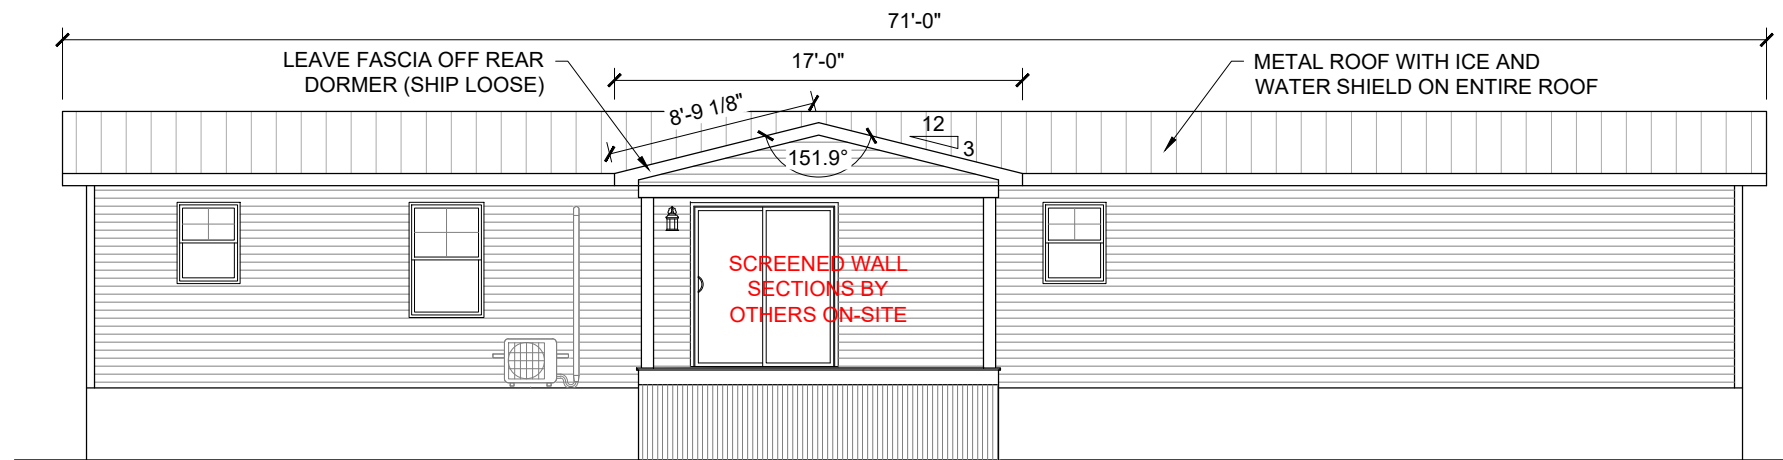 71'-0"
LEAVE FASCIA OFF REAR
DORMER (SHIP LOOSE)
17'-0"
METAL ROOF WITH ICE AND
WATER SHIELD ON ENTIRE ROOF
8'-9 1/8"
12
3
151.9°
SCREENED WALL
SECTIONS BY
OTHERS ON-SITE